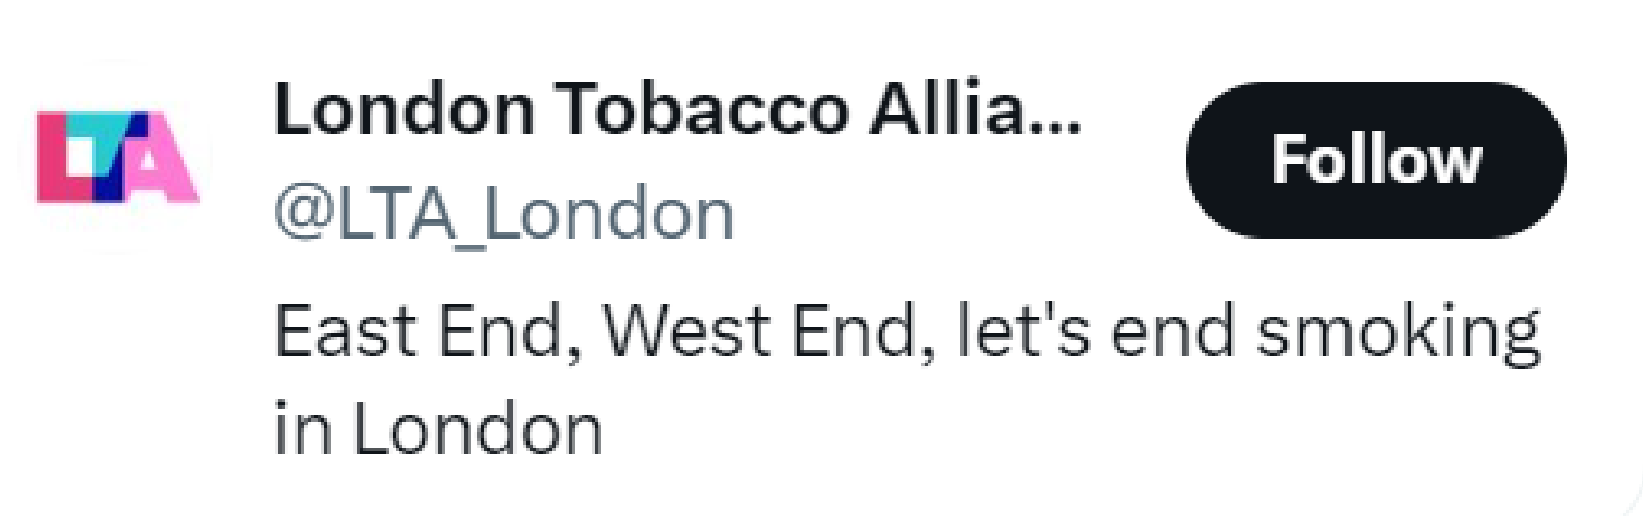 LTA
London Tobacco Allia...
Follow
@LTA_London
East End, West End, let's end smoking
in London